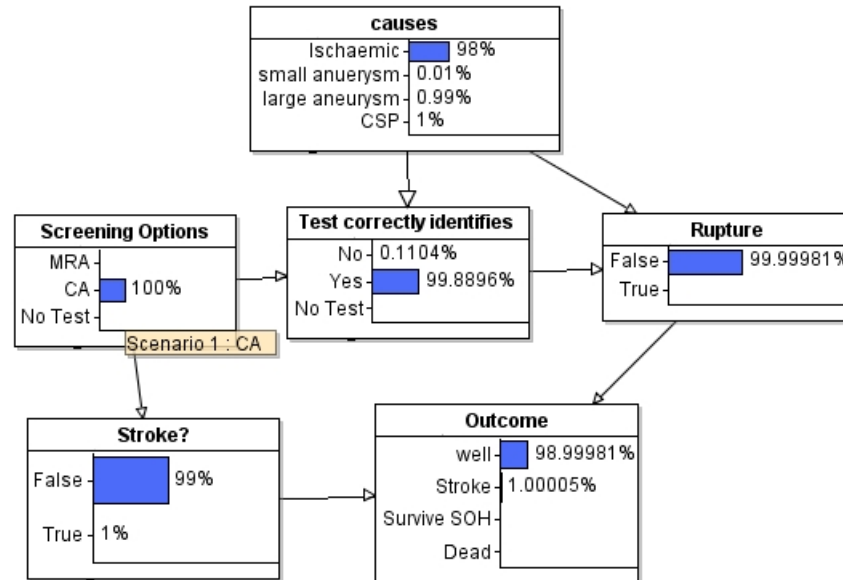 causes
Ischaemic 98%
small anuerysm 0.01%
large aneurysm 0.99%
CSP 1%
Screening Options
MRA
CA 100%
No Test
Scenario 1 : CA
Test correctly identifies
No 0.1104%
Yes 99.8896%
No Test
Rupture
False 99.99981%
True
Stroke?
False 99%
True 1%
Outcome
well 98.99981%
Stroke 1.00005%
Survive SOH
Dead